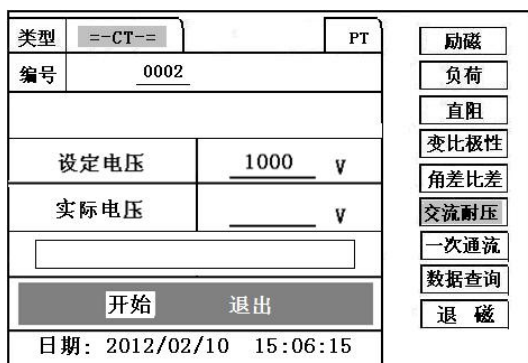 类型 =-CT-= PT
编号 0002
设定电压 1000 V
实际电压 V
开始 退出
日期: 2012/02/10 15:06:15
励磁
负荷
直阻
变比极性
角差比差
交流耐压
一次通流
数据查询
退 磁